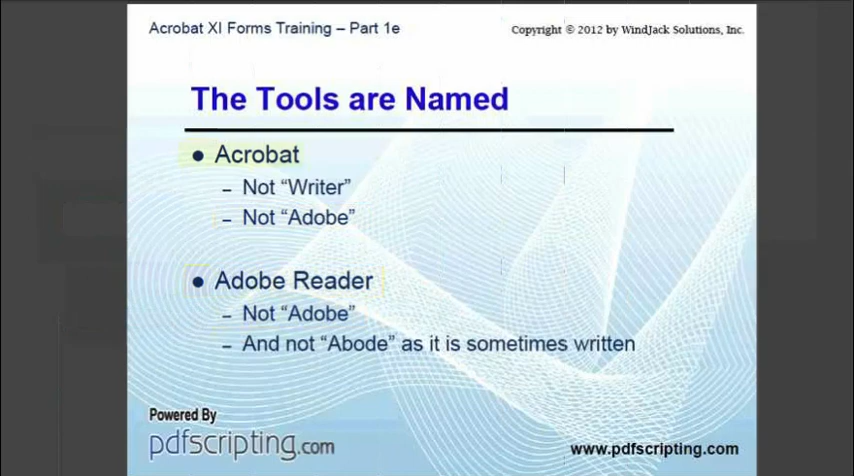 Acrobat XI Forms Training – Part 1e
Copyright © 2012 by WindJack Solutions, Inc.
The Tools are Named
● Acrobat
– Not “Writer”
– Not “Adobe”
● Adobe Reader
– Not “Adobe”
– And not “Abode” as it is sometimes written
Powered By
pdfscripting.com
www.pdfscripting.com